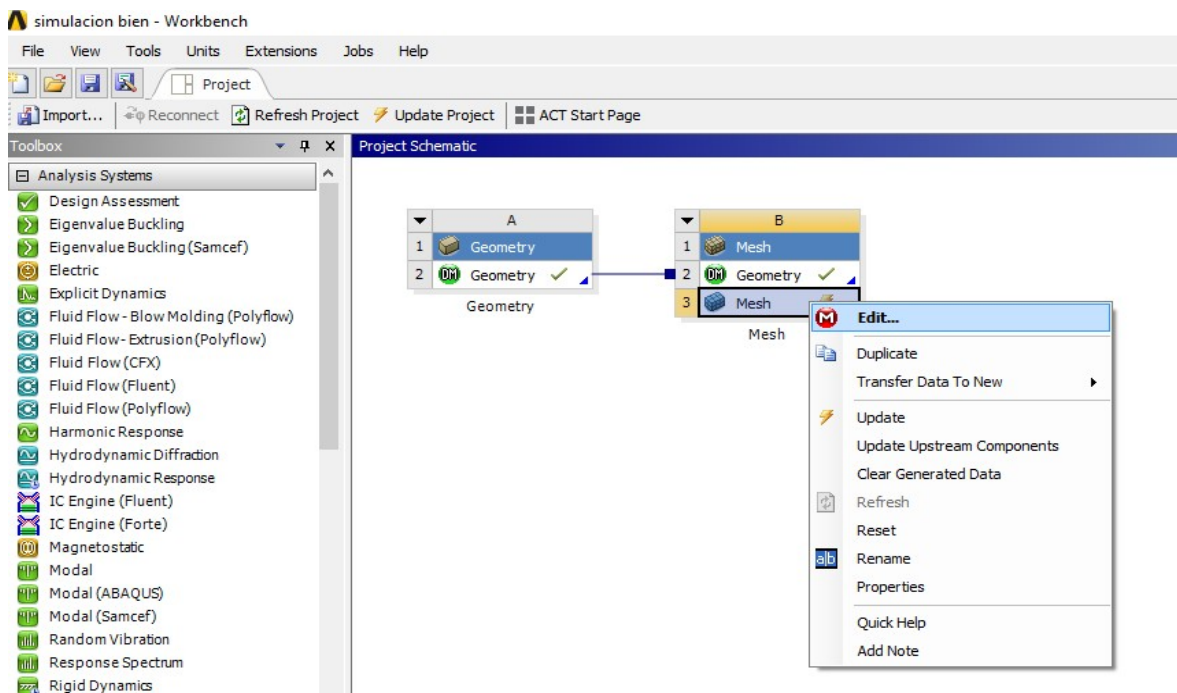 simulacion bien - Workbench
File View Tools Units Extensions Jobs Help
Project
Import... Reconnect Refresh Project Update Project ACT Start Page
Toolbox
Project Schematic
Analysis Systems
Design Assessment
Eigenvalue Buckling
Eigenvalue Buckling (Samcef)
Electric
Explicit Dynamics
Fluid Flow - Blow Molding (Polyflow)
Fluid Flow - Extrusion (Polyflow)
Fluid Flow (CFX)
Fluid Flow (Fluent)
Fluid Flow (Polyflow)
Harmonic Response
Hydrodynamic Diffraction
Hydrodynamic Response
IC Engine (Fluent)
IC Engine (Forte)
Magnetostatic
Modal
Modal (ABAQUS)
Modal (Samcef)
Random Vibration
Response Spectrum
Rigid Dynamics
A
1 Geometry
2 DM Geometry
Geometry
B
1 Mesh
2 DM Geometry
3 Mesh
Mesh
M Edit...
Duplicate
Transfer Data To New
Update
Update Upstream Components
Clear Generated Data
Refresh
Reset
a|b Rename
Properties
Quick Help
Add Note